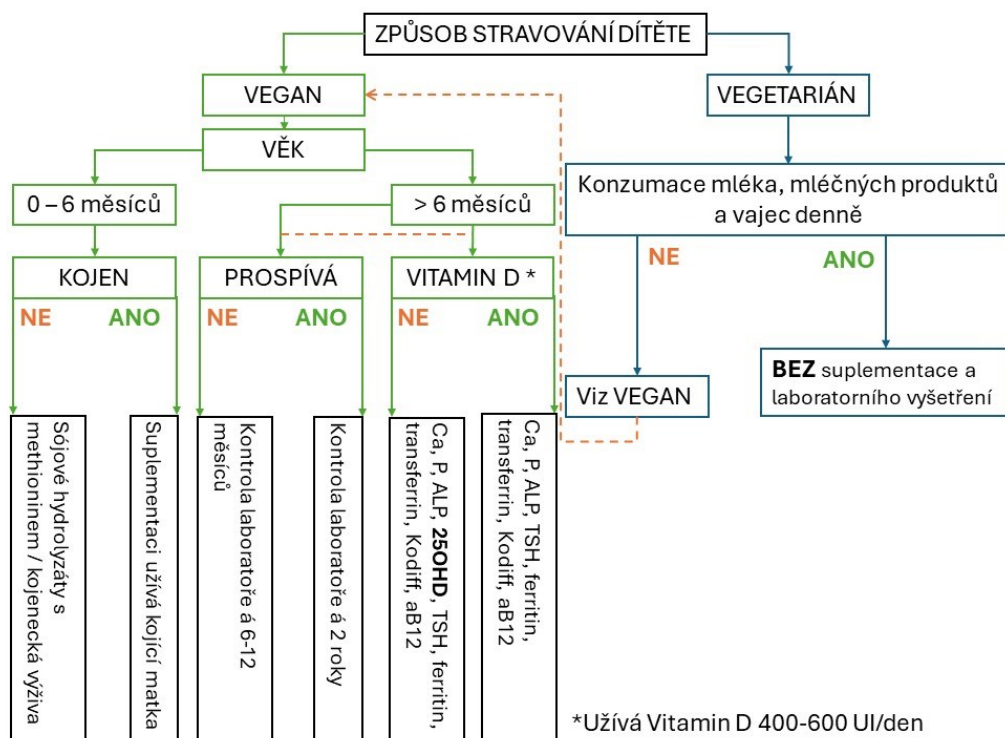 ZPŮSOB STRAVOVÁNÍ DÍTĚTE
VEGAN
VEGETARIÁN
VĚK
0 – 6 měsíců
> 6 měsíců
Konzumace mléka, mléčných produktů
a vajec denně
NE
ANO
KOJEN
PROSPÍVÁ
VITAMIN D *
NE
ANO
NE
ANO
NE
ANO
Viz VEGAN
BEZ suplementace a
laboratorního vyšetření
Sójové hydrolyzáty s
methioninem / kojenecká výživa
Suplementaci užívá kojící matka
Kontrola laboratoře á 6-12
měsíců
Kontrola laboratoře á 2 roky
Ca, P, ALP, 25OHD, TSH, ferritin,
transferrin, Kodiff, aB12
Ca, P, ALP, TSH, ferritin,
transferrin, Kodiff, aB12
*Užívá Vitamin D 400-600 UI/den